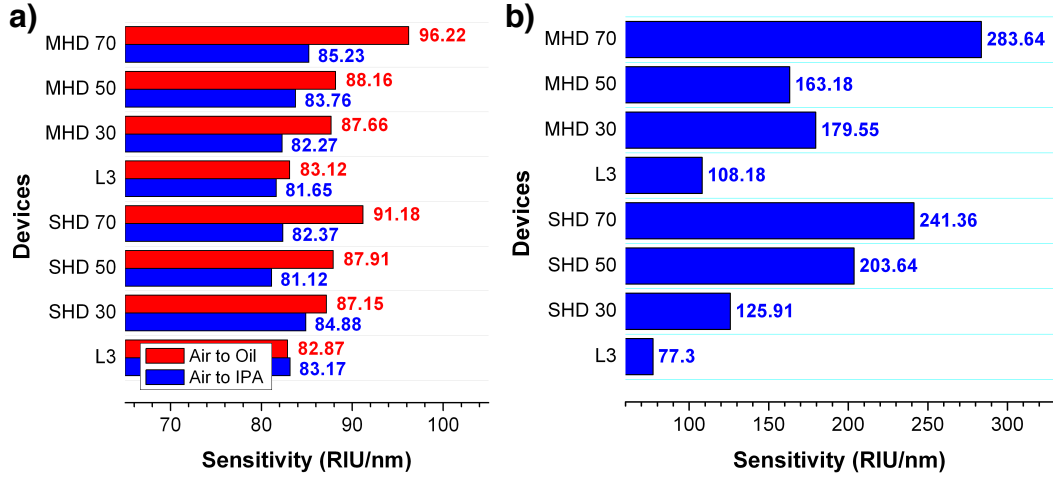 a)
MHD 70
96.22
85.23
MHD 50
88.16
83.76
MHD 30
87.66
82.27
L3
83.12
81.65
SHD 70
91.18
82.37
SHD 50
87.91
81.12
SHD 30
87.15
84.88
L3
82.87
83.17
Air to Oil
Air to IPA
Devices
70 80 90 100
Sensitivity (RIU/nm)
b)
MHD 70 283.64
MHD 50 163.18
MHD 30 179.55
L3 108.18
SHD 70 241.36
SHD 50 203.64
SHD 30 125.91
L3 77.3
Devices
100 150 200 250 300
Sensitivity (RIU/nm)